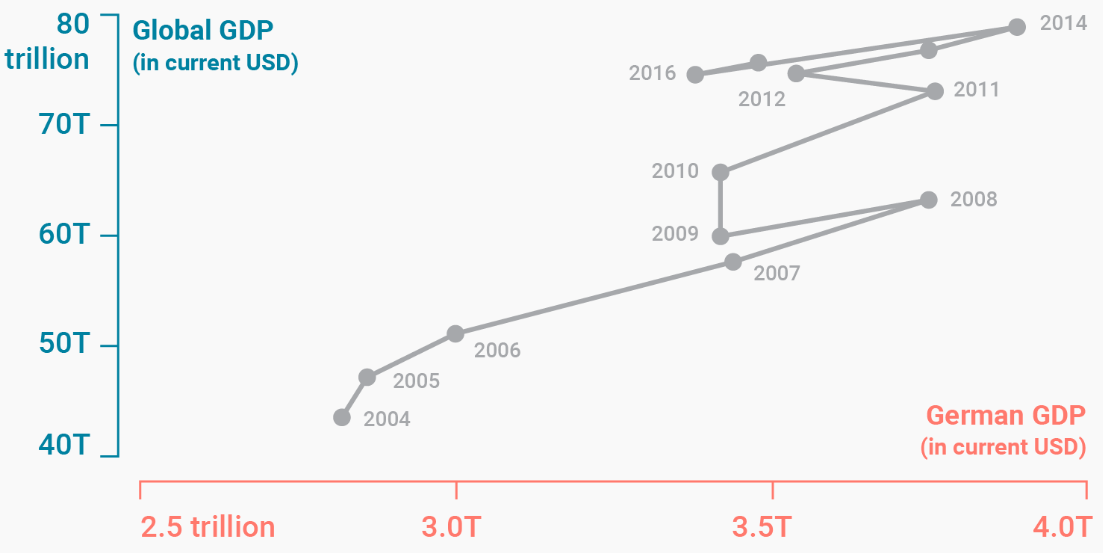 80
trillion
Global GDP
(in current USD)
2014
2016
2012
2011
70T
2010
2008
60T
2009
2007
50T
2006
2005
2004
German GDP
(in current USD)
40T
2.5 trillion
3.0T
3.5T
4.0T